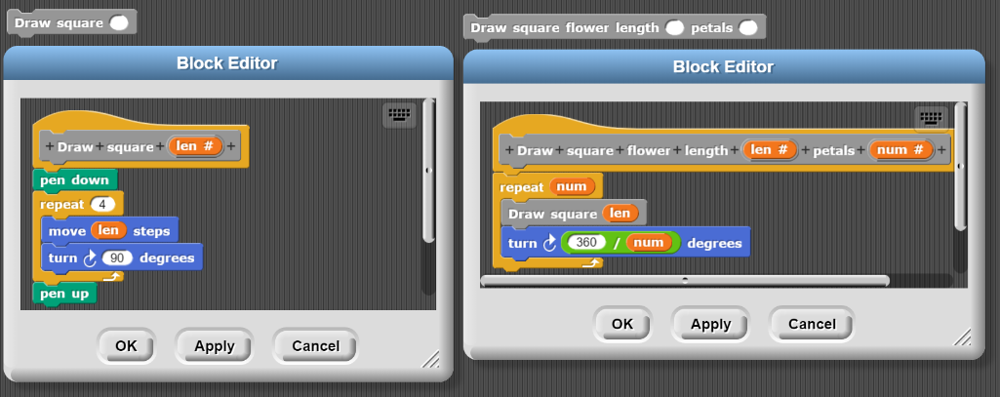 Draw square
Block Editor
+ Draw + square + len # +
pen down
repeat 4
move len steps
turn 90 degrees
pen up
OK Apply Cancel
Draw square flower length petals
Block Editor
+ Draw + square + flower + length + len # + petals + num # +
repeat num
Draw square len
turn 360 / num degrees
OK Apply Cancel